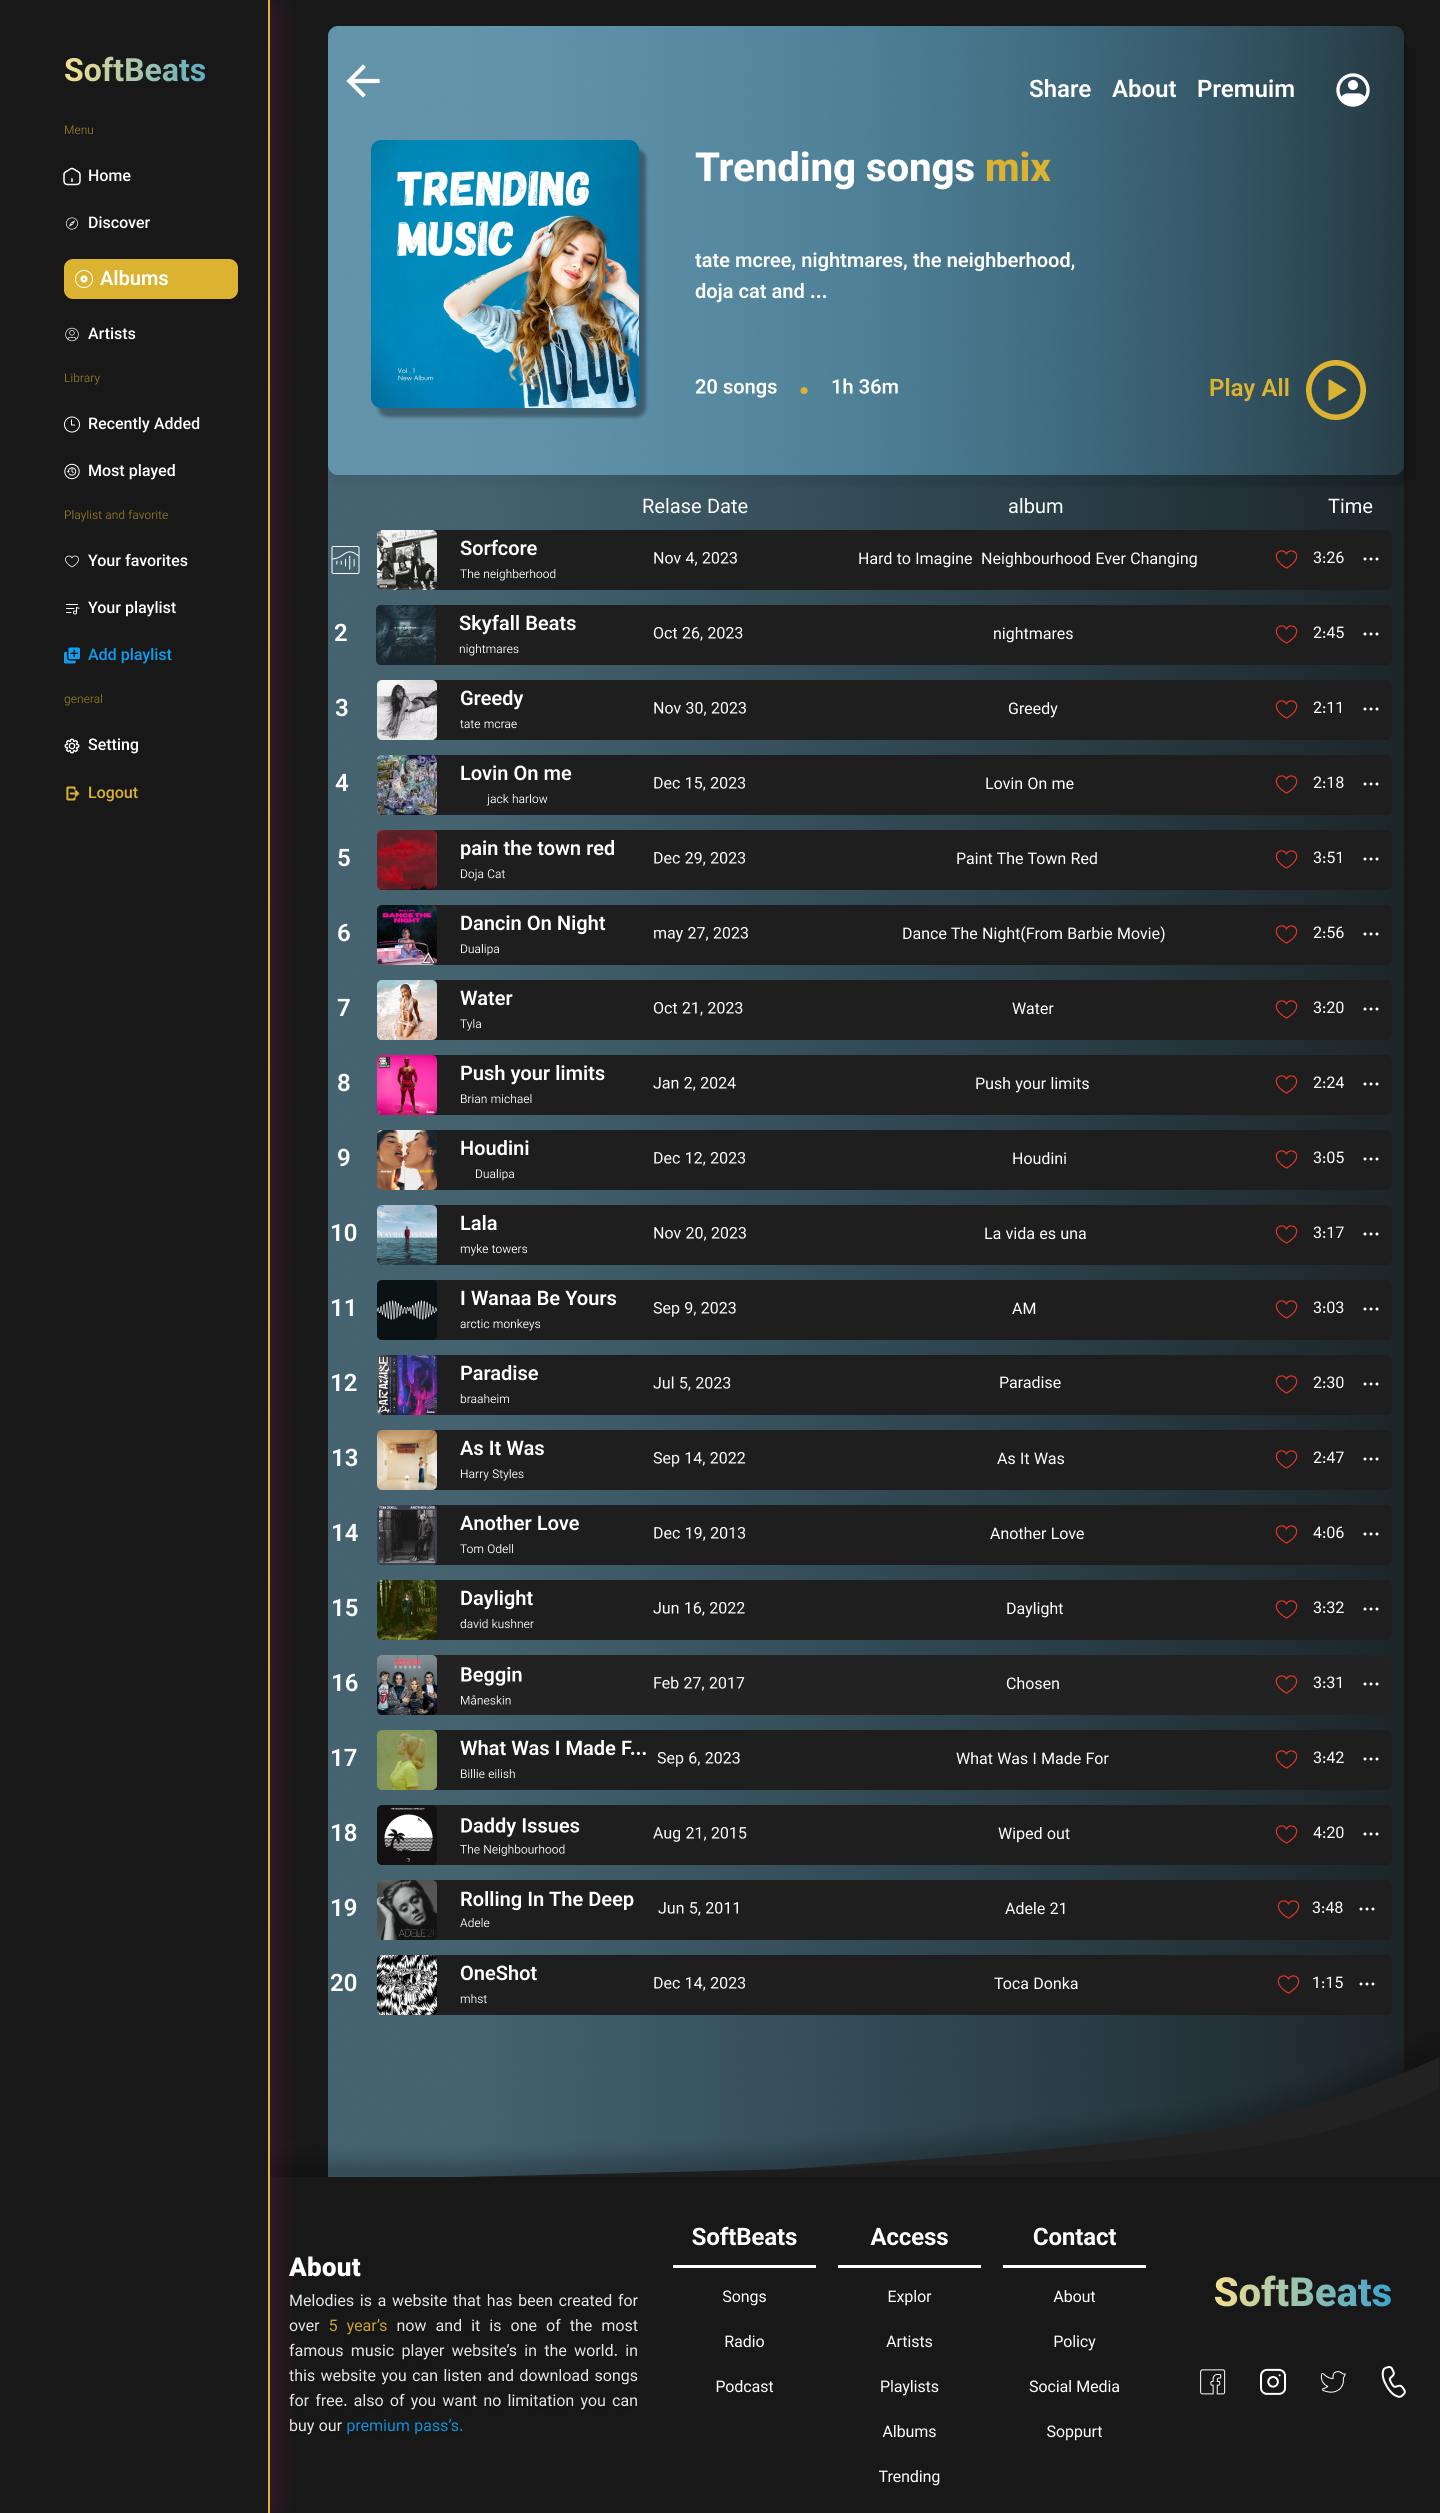 SoftBeats
Menu
Home
Discover
Albums
Artists
Library
Recently Added
Most played
Playlist and favorite
Your favorites
Your playlist
Add playlist
general
Setting
Logout
Share About Premuim
TRENDING
MUSIC
Vol . 1
New Album
Trending songs mix
tate mcree, nightmares, the neighberhood,
doja cat and ...
20 songs • 1h 36m
Play All
Relase Date album Time
Sorfcore
The neighberhood
Nov 4, 2023 Hard to Imagine Neighbourhood Ever Changing 3:26
2 Skyfall Beats
nightmares
Oct 26, 2023 nightmares 2:45
3 Greedy
tate mcrae
Nov 30, 2023 Greedy 2:11
4 Lovin On me
jack harlow
Dec 15, 2023 Lovin On me 2:18
5 pain the town red
Doja Cat
Dec 29, 2023 Paint The Town Red 3:51
6 DANCE THE
NIGHT
Dancin On Night
Dualipa
may 27, 2023 Dance The Night(From Barbie Movie) 2:56
7 Water
Tyla
Oct 21, 2023 Water 3:20
8 Push your limits
Brian michael
Jan 2, 2024 Push your limits 2:24
9 Houdini
Dualipa
Dec 12, 2023 Houdini 3:05
10 Lala
myke towers
Nov 20, 2023 La vida es una 3:17
11 I Wanaa Be Yours
arctic monkeys
Sep 9, 2023 AM 3:03
12 PARADISE
Paradise
braaheim
Jul 5, 2023 Paradise 2:30
13 As It Was
Harry Styles
Sep 14, 2022 As It Was 2:47
14 TOM ODELL ANOTHER LOVE
Another Love
Tom Odell
Dec 19, 2013 Another Love 4:06
15 Daylight
david kushner
Jun 16, 2022 Daylight 3:32
16 Beggin
Måneskin
Feb 27, 2017 Chosen 3:31
17 What Was I Made F...
Billie eilish
Sep 6, 2023 What Was I Made For 3:42
18 Daddy Issues
The Neighbourhood
Aug 21, 2015 Wiped out 4:20
19 ADELE 21
Rolling In The Deep
Adele
Jun 5, 2011 Adele 21 3:48
20 OneShot
mhst
Dec 14, 2023 Toca Donka 1:15
About
Melodies is a website that has been created for
over 5 year's now and it is one of the most
famous music player website's in the world. in
this website you can listen and download songs
for free. also of you want no limitation you can
buy our premium pass's.
SoftBeats
Songs
Radio
Podcast
Access
Explor
Artists
Playlists
Albums
Trending
Contact
About
Policy
Social Media
Soppurt
SoftBeats